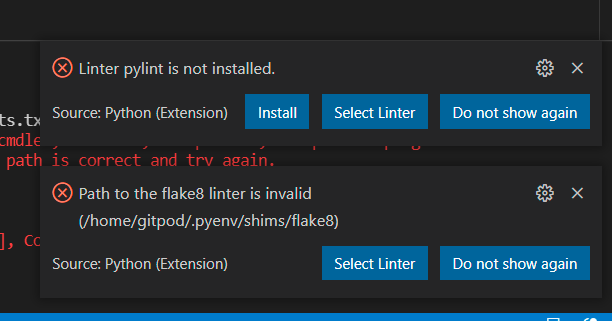 Linter pylint is not installed.
Source: Python (Extension)
Install
Select Linter
Do not show again
ts.tx
cmdle
path is correct and try again.
Path to the flake8 linter is invalid
(/home/gitpod/.pyenv/shims/flake8)
], Co
Source: Python (Extension)
Select Linter
Do not show again